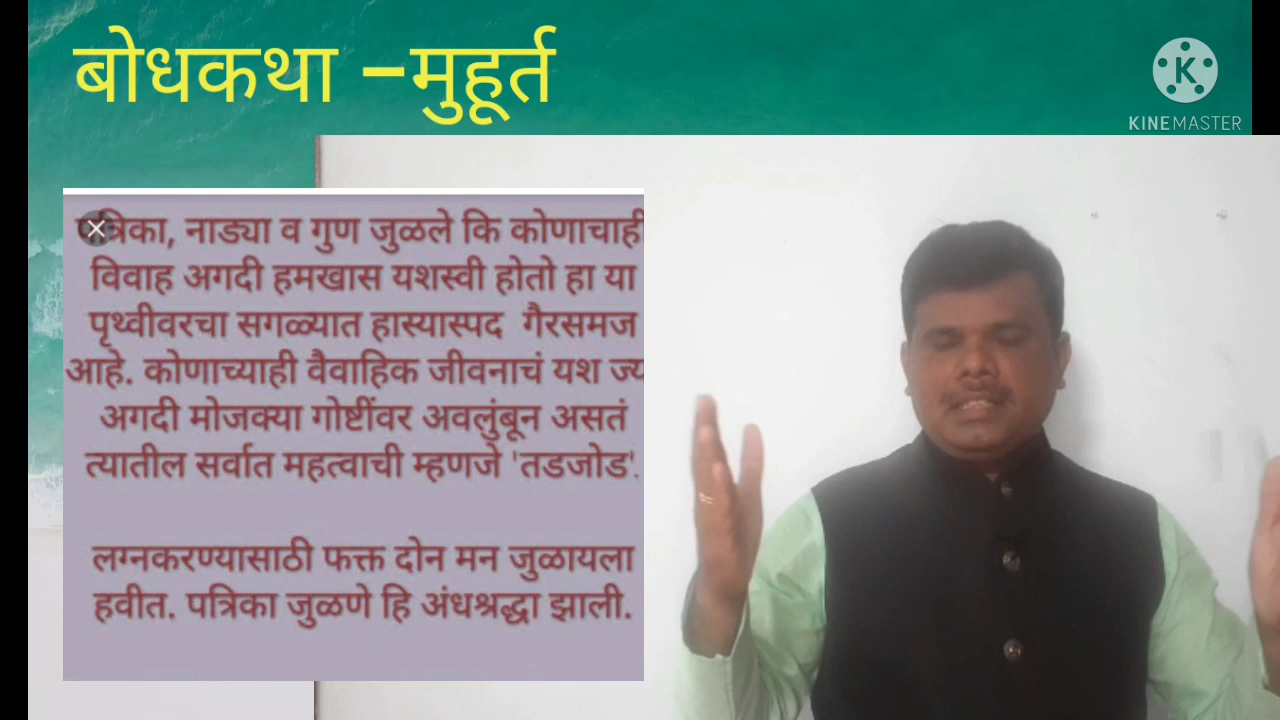 बोधकथा –मुहूर्त
KINEMASTER
पत्रिका, नाड्या व गुण जुळले कि कोणाचाही
विवाह अगदी हमखास यशस्वी होतो हा या
पृथ्वीवरचा सगळ्यात हास्यास्पद गैरसमज
आहे. कोणाच्याही वैवाहिक जीवनाचं यश
अगदी मोजक्या गोष्टींवर अवलुंबून असतं
त्यातील सर्वात महत्वाची म्हणजे 'तडजोड'.
लग्नकरण्यासाठी फक्त दोन मन जुळायला
हवीत. पत्रिका जुळणे हि अंधश्रद्धा झाली.